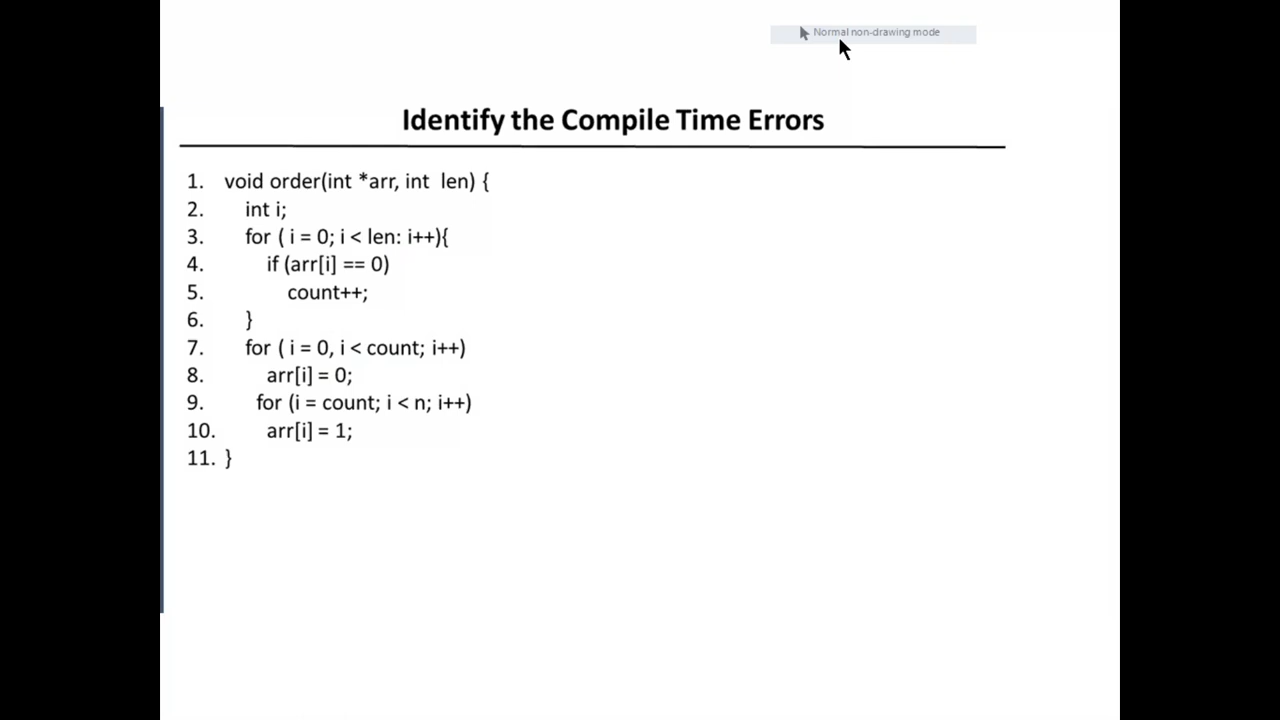 Normal non-drawing mode
Identify the Compile Time Errors
1. void order(int *arr, int len) {
2. int i;
3. for ( i = 0; i < len: i++){
4. if (arr[i] == 0)
5. count++;
6. }
7. for ( i = 0, i < count; i++)
8. arr[i] = 0;
9. for (i = count; i < n; i++)
10. arr[i] = 1;
11. }